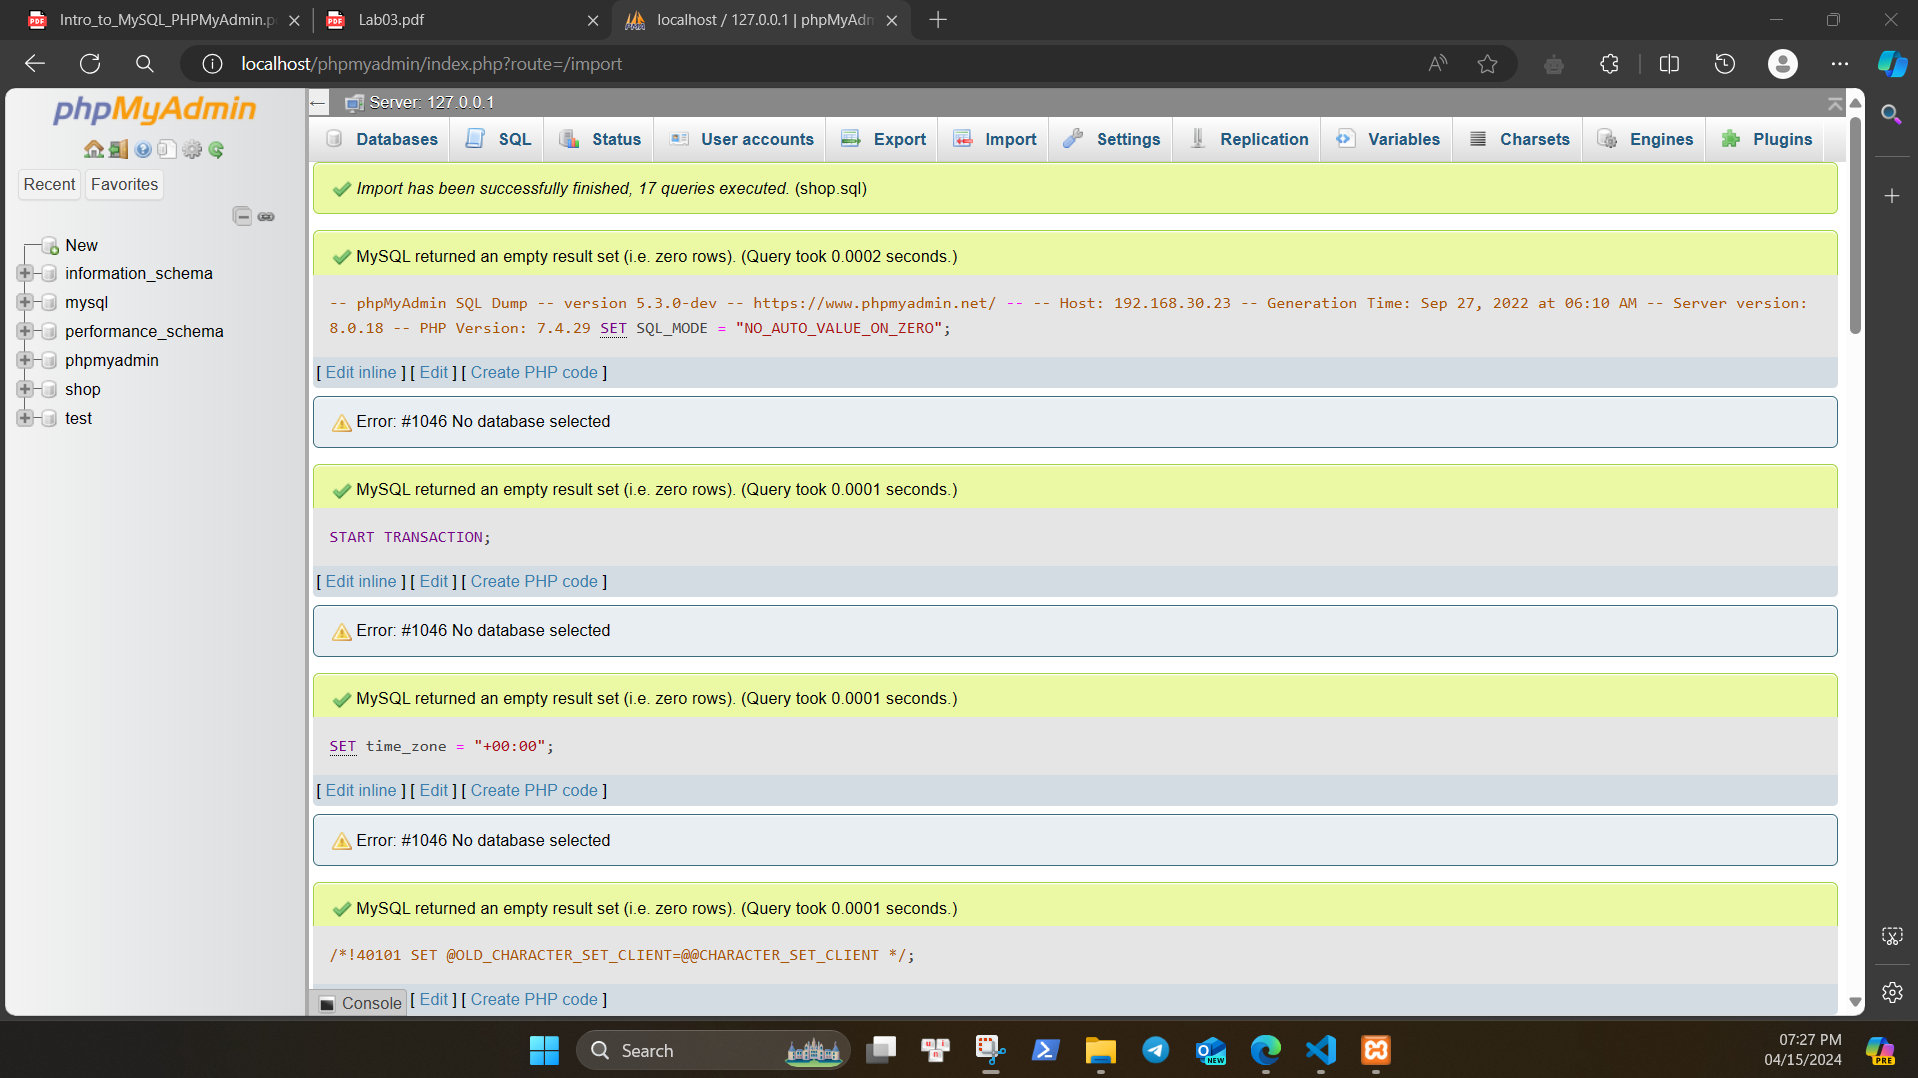 Intro_to_MySQL_PHPMyAdmin.p
Lab03.pdf
localhost / 127.0.0.1 | phpMyAdm
localhost/phpmyadmin/index.php?route=/import
phpMyAdmin
Recent
Favorites
New
information_schema
mysql
performance_schema
phpmyadmin
shop
test
Server: 127.0.0.1
Databases
SQL
Status
User accounts
Export
Import
Settings
Replication
Variables
Charsets
Engines
Plugins
Import has been successfully finished, 17 queries executed. (shop.sql)
MySQL returned an empty result set (i.e. zero rows). (Query took 0.0002 seconds.)
-- phpMyAdmin SQL Dump -- version 5.3.0-dev -- https://www.phpmyadmin.net/ -- -- Host: 192.168.30.23 -- Generation Time: Sep 27, 2022 at 06:10 AM -- Server version:
8.0.18 -- PHP Version: 7.4.29 SET SQL_MODE = "NO_AUTO_VALUE_ON_ZERO";
[ Edit inline ] [ Edit ] [ Create PHP code ]
Error: #1046 No database selected
MySQL returned an empty result set (i.e. zero rows). (Query took 0.0001 seconds.)
START TRANSACTION;
[ Edit inline ] [ Edit ] [ Create PHP code ]
Error: #1046 No database selected
MySQL returned an empty result set (i.e. zero rows). (Query took 0.0001 seconds.)
SET time_zone = "+00:00";
[ Edit inline ] [ Edit ] [ Create PHP code ]
Error: #1046 No database selected
MySQL returned an empty result set (i.e. zero rows). (Query took 0.0001 seconds.)
/*!40101 SET @OLD_CHARACTER_SET_CLIENT=@@CHARACTER_SET_CLIENT */;
Console [ Edit ] [ Create PHP code ]
Search
07:27 PM
04/15/2024